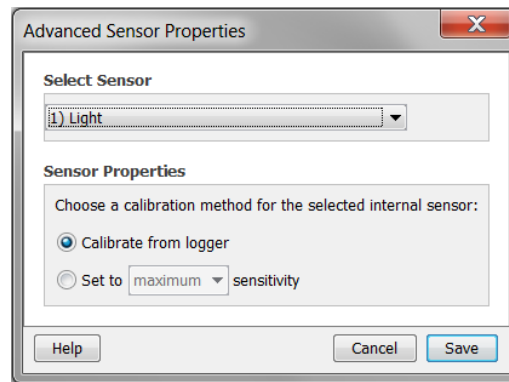 Advanced Sensor Properties
X
Select Sensor
1) Light
Sensor Properties
Choose a calibration method for the selected internal sensor:
Calibrate from logger
Set to maximum sensitivity
Help Cancel Save